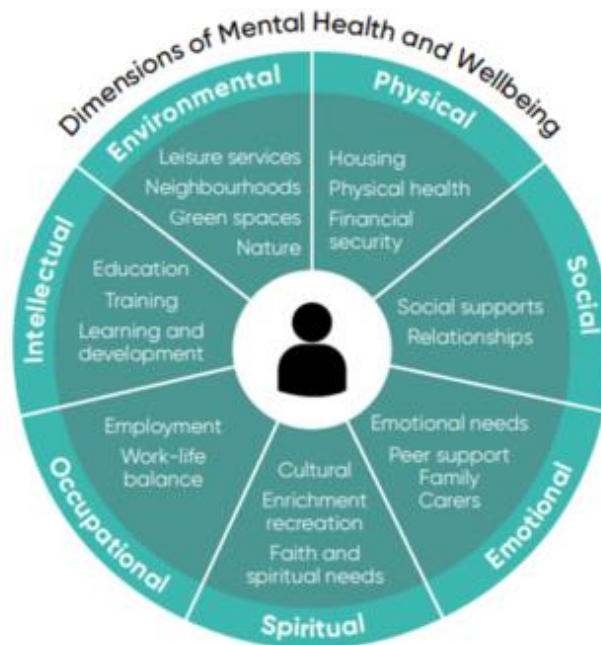 Dimensions of Mental Health and Wellbeing
Environmental
Leisure services
Neighbourhoods
Green spaces
Nature
Physical
Housing
Physical health
Financial
security
Social
Social supports
Relationships
Emotional
Emotional needs
Peer support
Family
Carers
Spiritual
Cultural
Enrichment
recreation
Faith and
spiritual needs
Occupational
Employment
Work-life
balance
Intellectual
Education
Training
Learning and
development